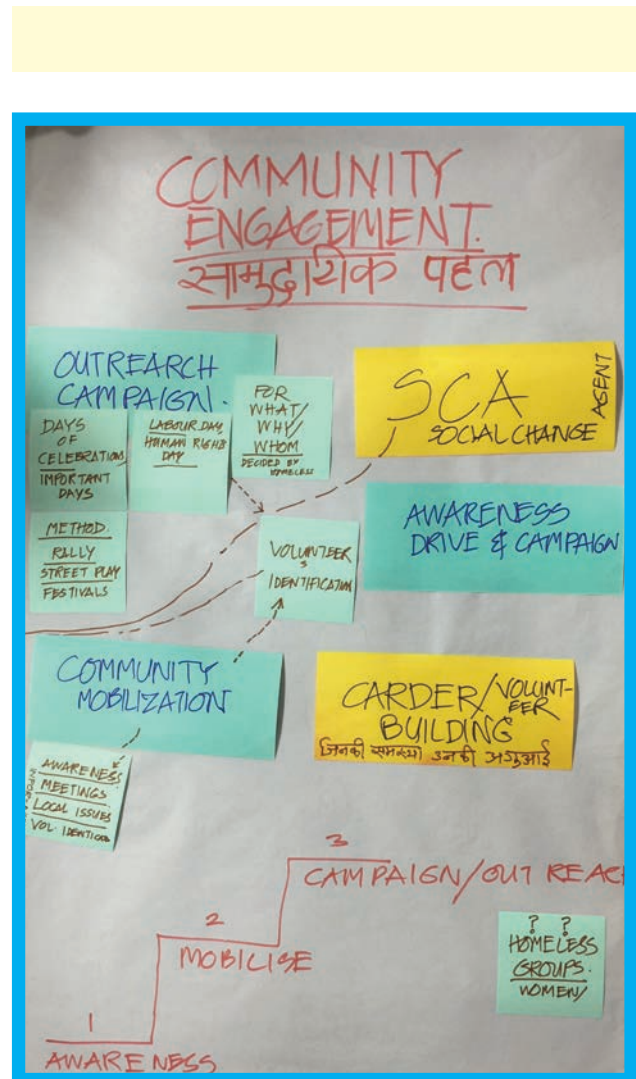 COMMUNITY
ENGAGEMENT.
सामुदायिक पहल
OUTREARCH
CAMPAIGN.
DAYS
OF
CELEBRATION,
IMPORTANT
DAYS
LABOUR DAY,
HUMAN RIGHTS
DAY
FOR
WHAT/
WHY/
WHOM
DECIDED BY
HOMELESS
METHOD.
RALLY
STREET PLAY
FESTIVALS
VOLUNTEER
IDENTIFICATION
SCA
SOCIAL CHANGE
AGENT
AWARENESS
DRIVE & CAMPAIGN
COMMUNITY
MOBILIZATION
AWARENESS
MEETINGS
LOCAL ISSUES
VOL.
CARDER/VOLUNT-
EER
BUILDING
जिनकी समस्या उनकी अगुआई
3
CAMPAIGN/OUT REAC
2
MOBILISE
1
AWARENESS
? ?
HOMELESS
GROUPS.
WOMEN/